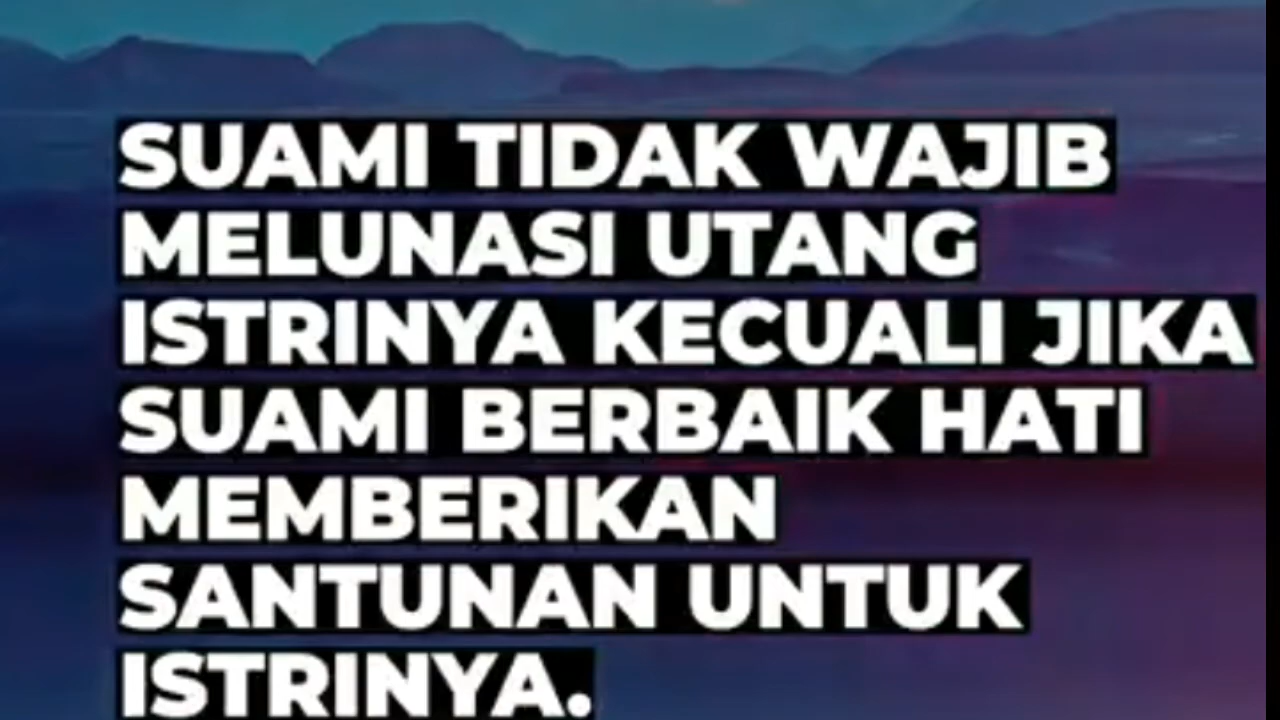 SUAMI TIDAK WAJIB
MELUNASI UTANG
ISTRINYA KECUALI JIKA
SUAMI BERBAIK HATI
MEMBERIKAN
SANTUNAN UNTUK
ISTRINYA.